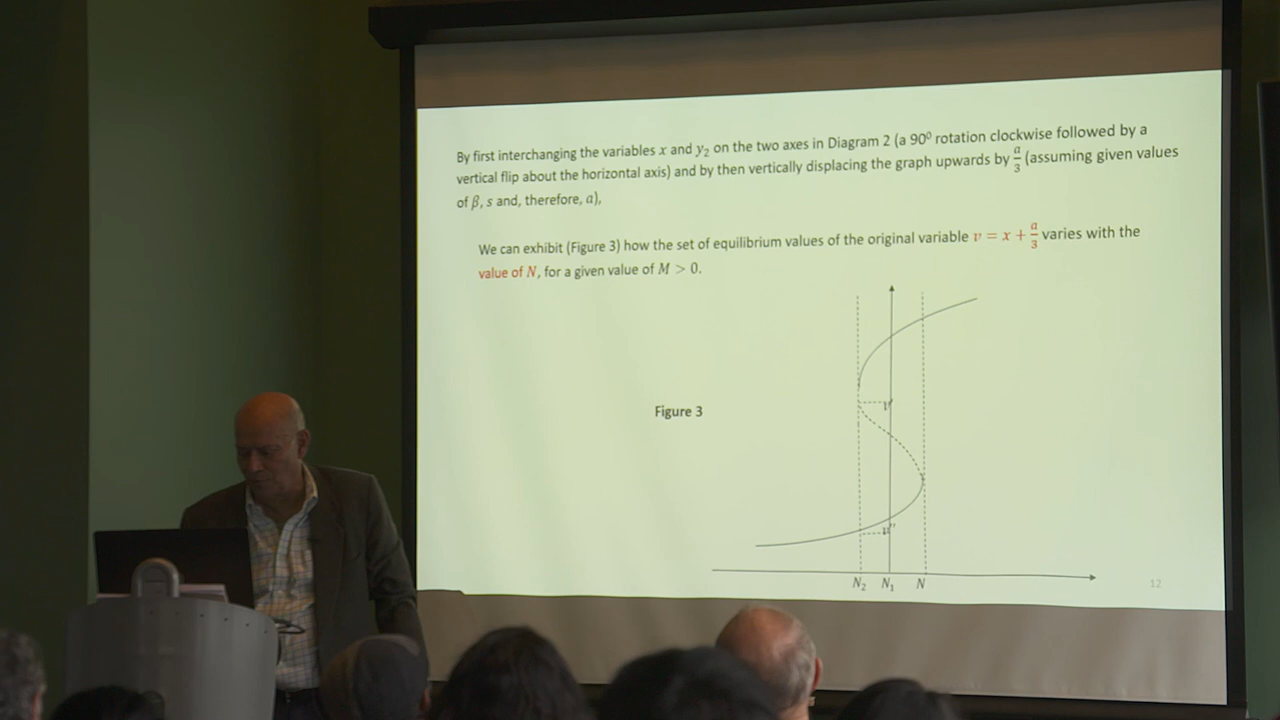 By first interchanging the variables x and y₂ on the two axes in Diagram 2 (a 90⁰ rotation clockwise followed by a
vertical flip about the horizontal axis) and by then vertically displacing the graph upwards by a/3 (assuming given values
of β, s and, therefore, a),
We can exhibit (Figure 3) how the set of equilibrium values of the original variable v = x + a/3 varies with the
value of N, for a given value of M > 0.
Figure 3
N₂ N₁ N
12